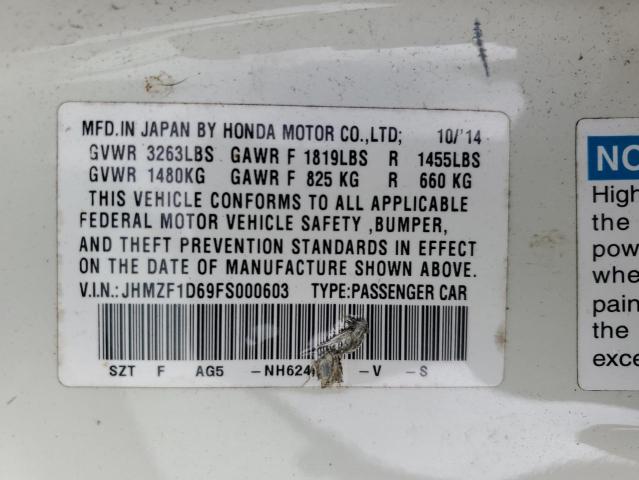 MFD.IN JAPAN BY HONDA MOTOR CO.,LTD; 10/'14
GVWR 3263LBS GAWR F 1819LBS R 1455LBS
GVWR 1480KG GAWR F 825 KG R 660 KG
THIS VEHICLE CONFORMS TO ALL APPLICABLE
FEDERAL MOTOR VEHICLE SAFETY ,BUMPER,
AND THEFT PREVENTION STANDARDS IN EFFECT
ON THE DATE OF MANUFACTURE SHOWN ABOVE.
V.I.N.: JHMZF1D69FS000603 TYPE:PASSENGER CAR
SZT F AG5 -NH624 -V -S
NO
High
the
pow
whe
pain
the
exce